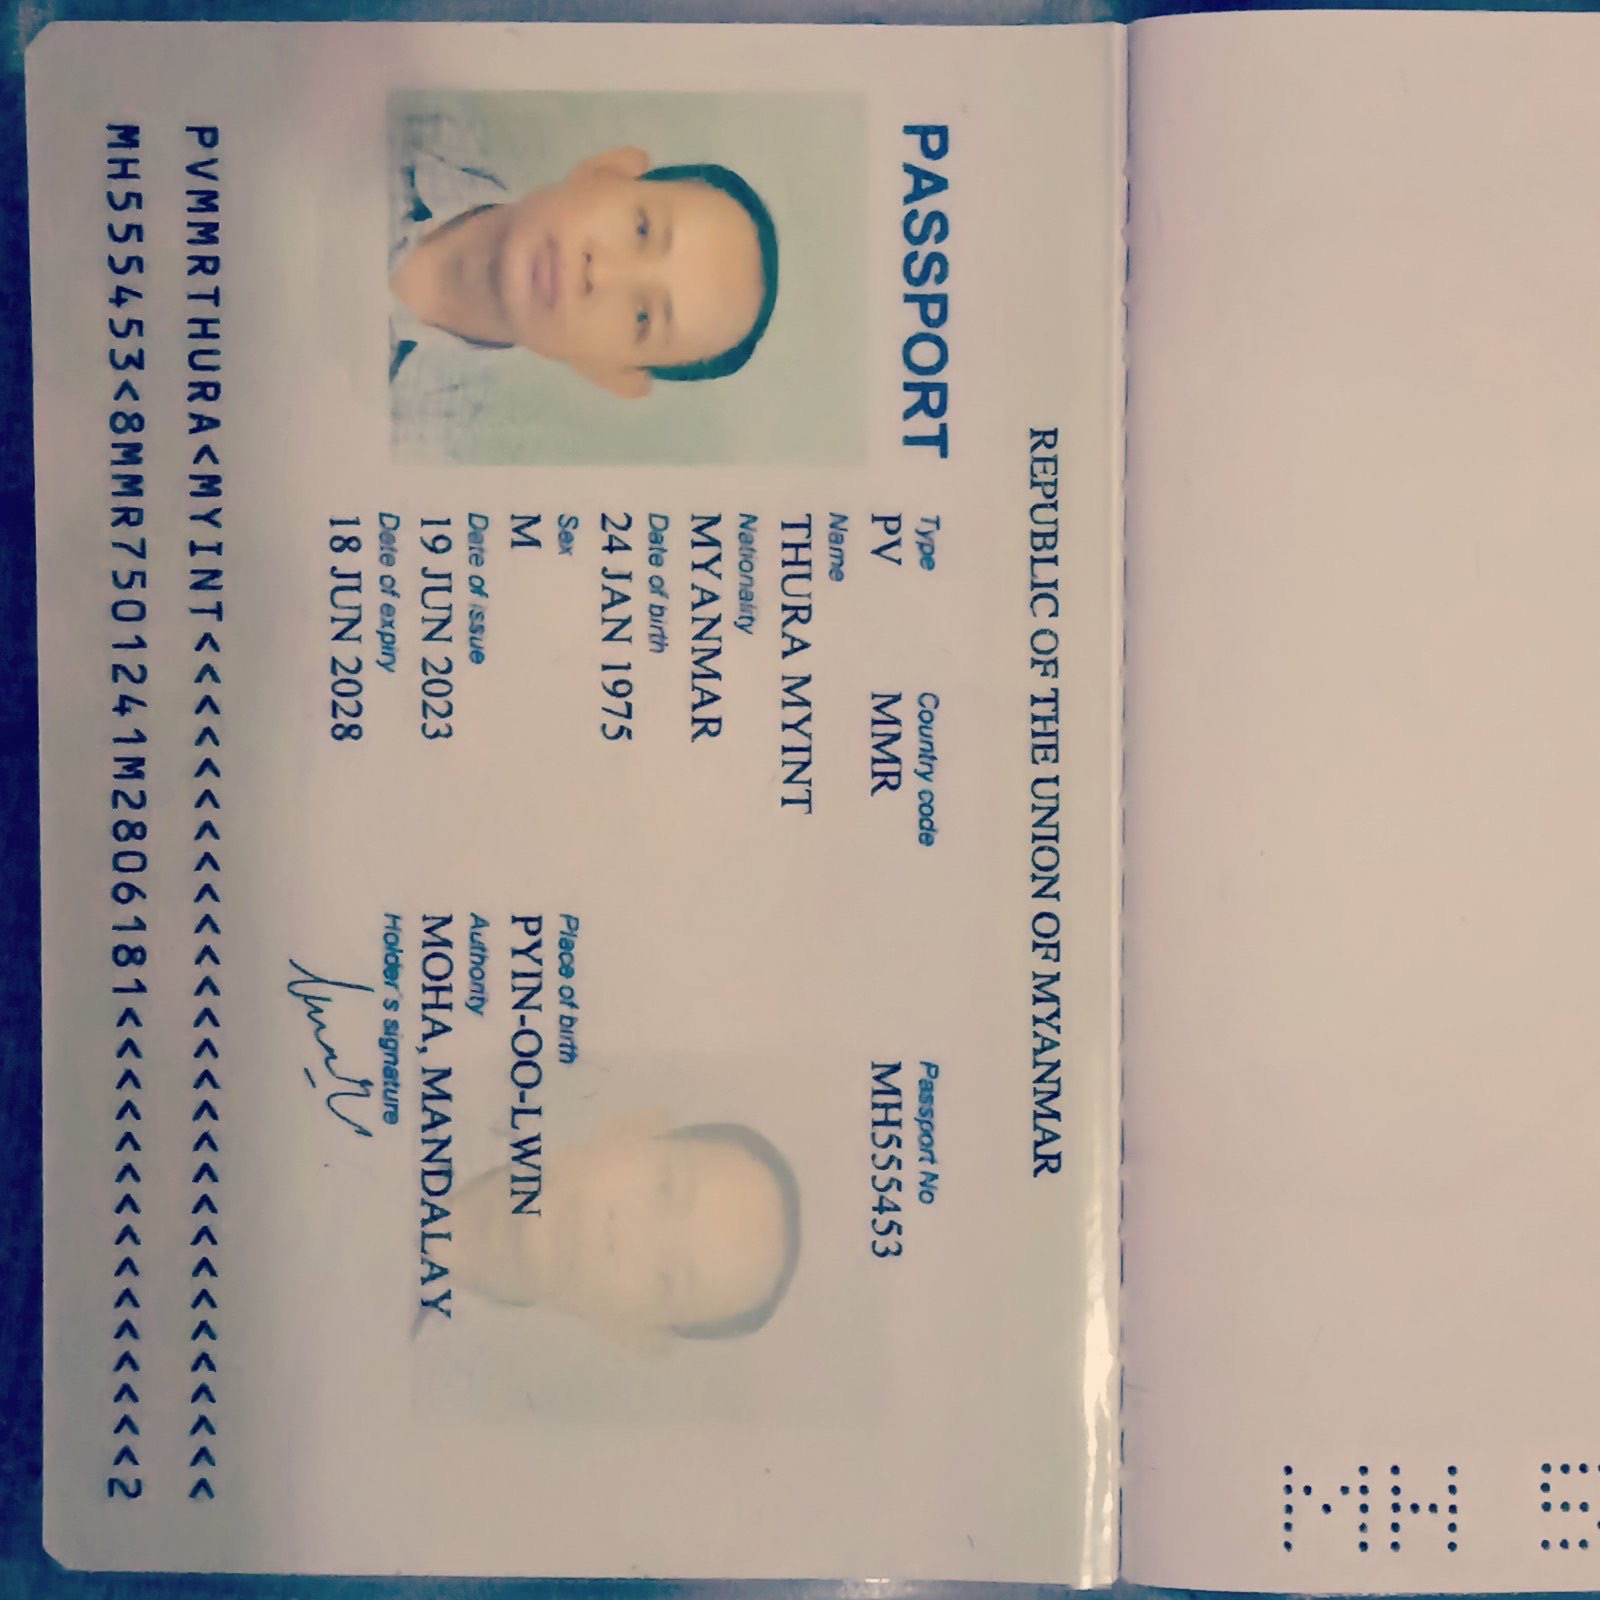 REPUBLIC OF THE UNION OF MYANMAR
PASSPORT
Type Country code Passport No
PV MMR MH555453
Name
THURA MYINT
Nationality
MYANMAR
Date of birth
24 JAN 1975
Sex Place of birth
M PYIN-OO-LWIN
Date of issue Authority
19 JUN 2023 MOHA, MANDALAY
Date of expiry Holder's signature
18 JUN 2028
PVMMRTHURA<MYINT<<<<<<<<<<<<<<<<<<<<<<<<<<<<
MH555453<8MMR7501241M2806181<<<<<<<<<<<<<<<2
MH